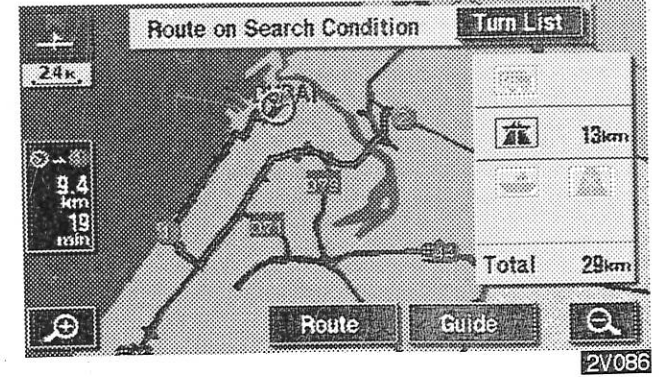 Route on Search Condition
Turn List
24K
13km
9.4
km
19
min
Total 29km
Route
Guide
2V086